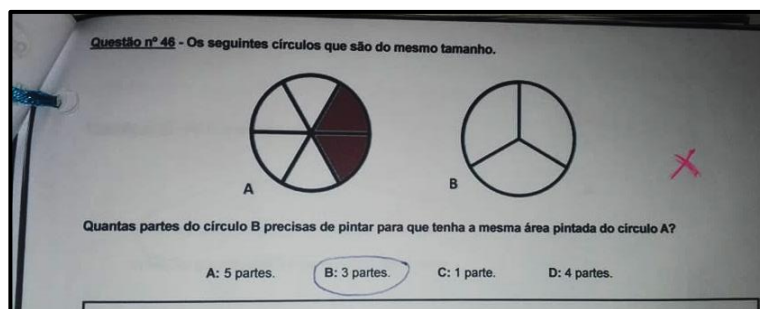 Questão nº 46 - Os seguintes círculos que são do mesmo tamanho.
A
B
Quantas partes do círculo B precisas de pintar para que tenha a mesma área pintada do circulo A?
A: 5 partes. B: 3 partes. C: 1 parte. D: 4 partes.